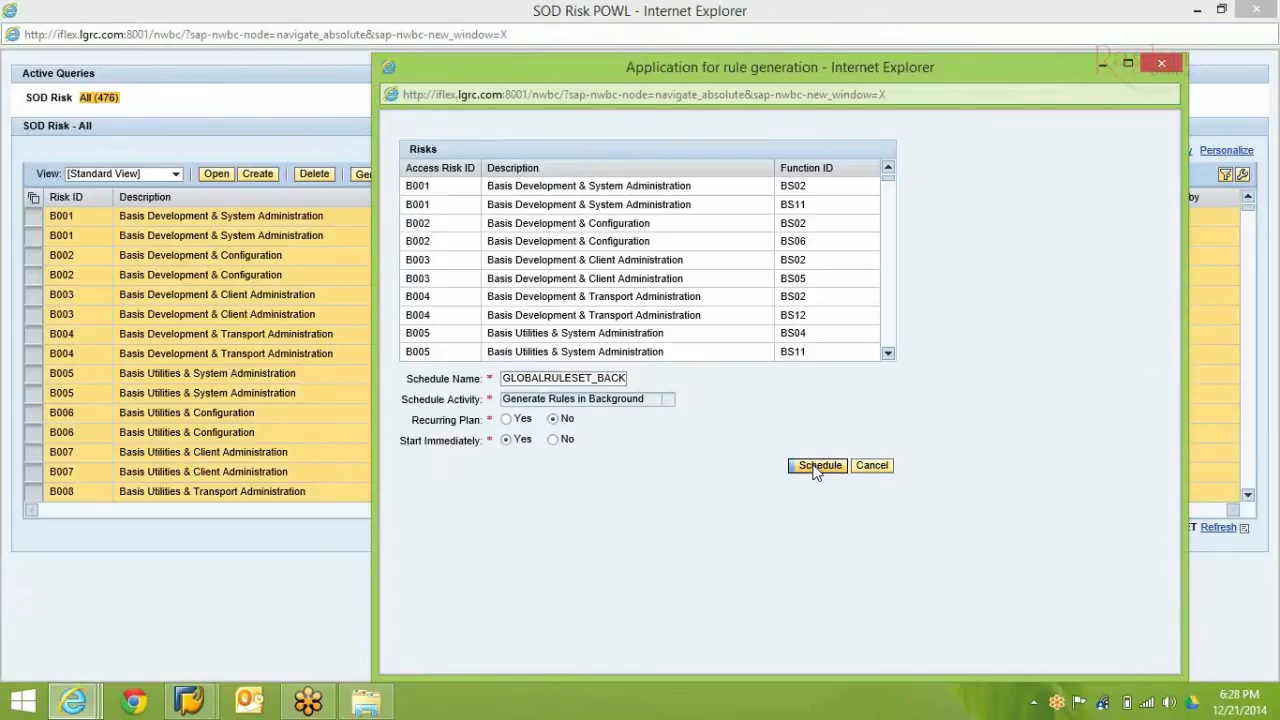 SOD Risk POWL - Internet Explorer
http://iflex.lgrc.com:8001/nwbc/?sap-nwbc-node=navigate_absolute&sap-nwbc-new_window=X
Active Queries
SOD Risk All (476)
SOD Risk - All
View: [Standard View] Open Create Delete Ge
Personalize
Risk ID Description by
B001 Basis Development & System Administration
B001 Basis Development & System Administration
B002 Basis Development & Configuration
B002 Basis Development & Configuration
B003 Basis Development & Client Administration
B003 Basis Development & Client Administration
B004 Basis Development & Transport Administration
B004 Basis Development & Transport Administration
B005 Basis Utilities & System Administration
B005 Basis Utilities & System Administration
B006 Basis Utilities & Configuration
B006 Basis Utilities & Configuration
B007 Basis Utilities & Client Administration
B007 Basis Utilities & Client Administration
B008 Basis Utilities & Transport Administration
ET Refresh
Application for rule generation - Internet Explorer
http://iflex.lgrc.com:8001/nwbc/?sap-nwbc-node=navigate_absolute&sap-nwbc-new_window=X
Risks
Access Risk ID Description Function ID
B001 Basis Development & System Administration BS02
B001 Basis Development & System Administration BS11
B002 Basis Development & Configuration BS02
B002 Basis Development & Configuration BS06
B003 Basis Development & Client Administration BS02
B003 Basis Development & Client Administration BS05
B004 Basis Development & Transport Administration BS02
B004 Basis Development & Transport Administration BS12
B005 Basis Utilities & System Administration BS04
B005 Basis Utilities & System Administration BS11
Schedule Name: * GLOBALRULESET_BACK
Schedule Activity: * Generate Rules in Background
Recurring Plan: * Yes No
Start Immediately: * Yes No
Schedule Cancel
6:28 PM
12/21/2014